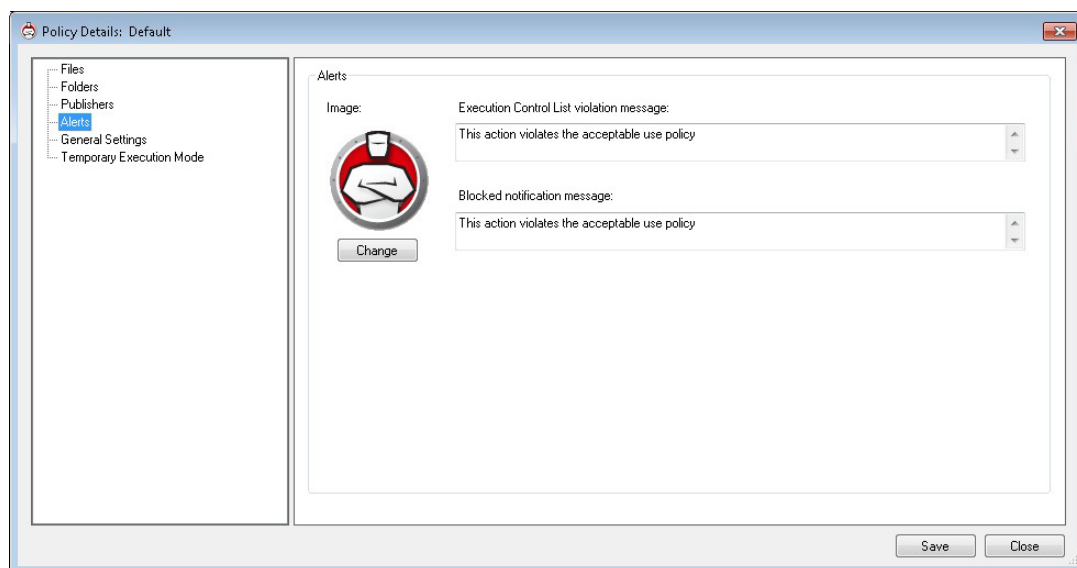 Policy Details: Default
Files
Folders
Publishers
Alerts
General Settings
Temporary Execution Mode
Alerts
Image:
Execution Control List violation message:
This action violates the acceptable use policy
Blocked notification message:
This action violates the acceptable use policy
Change
Save
Close